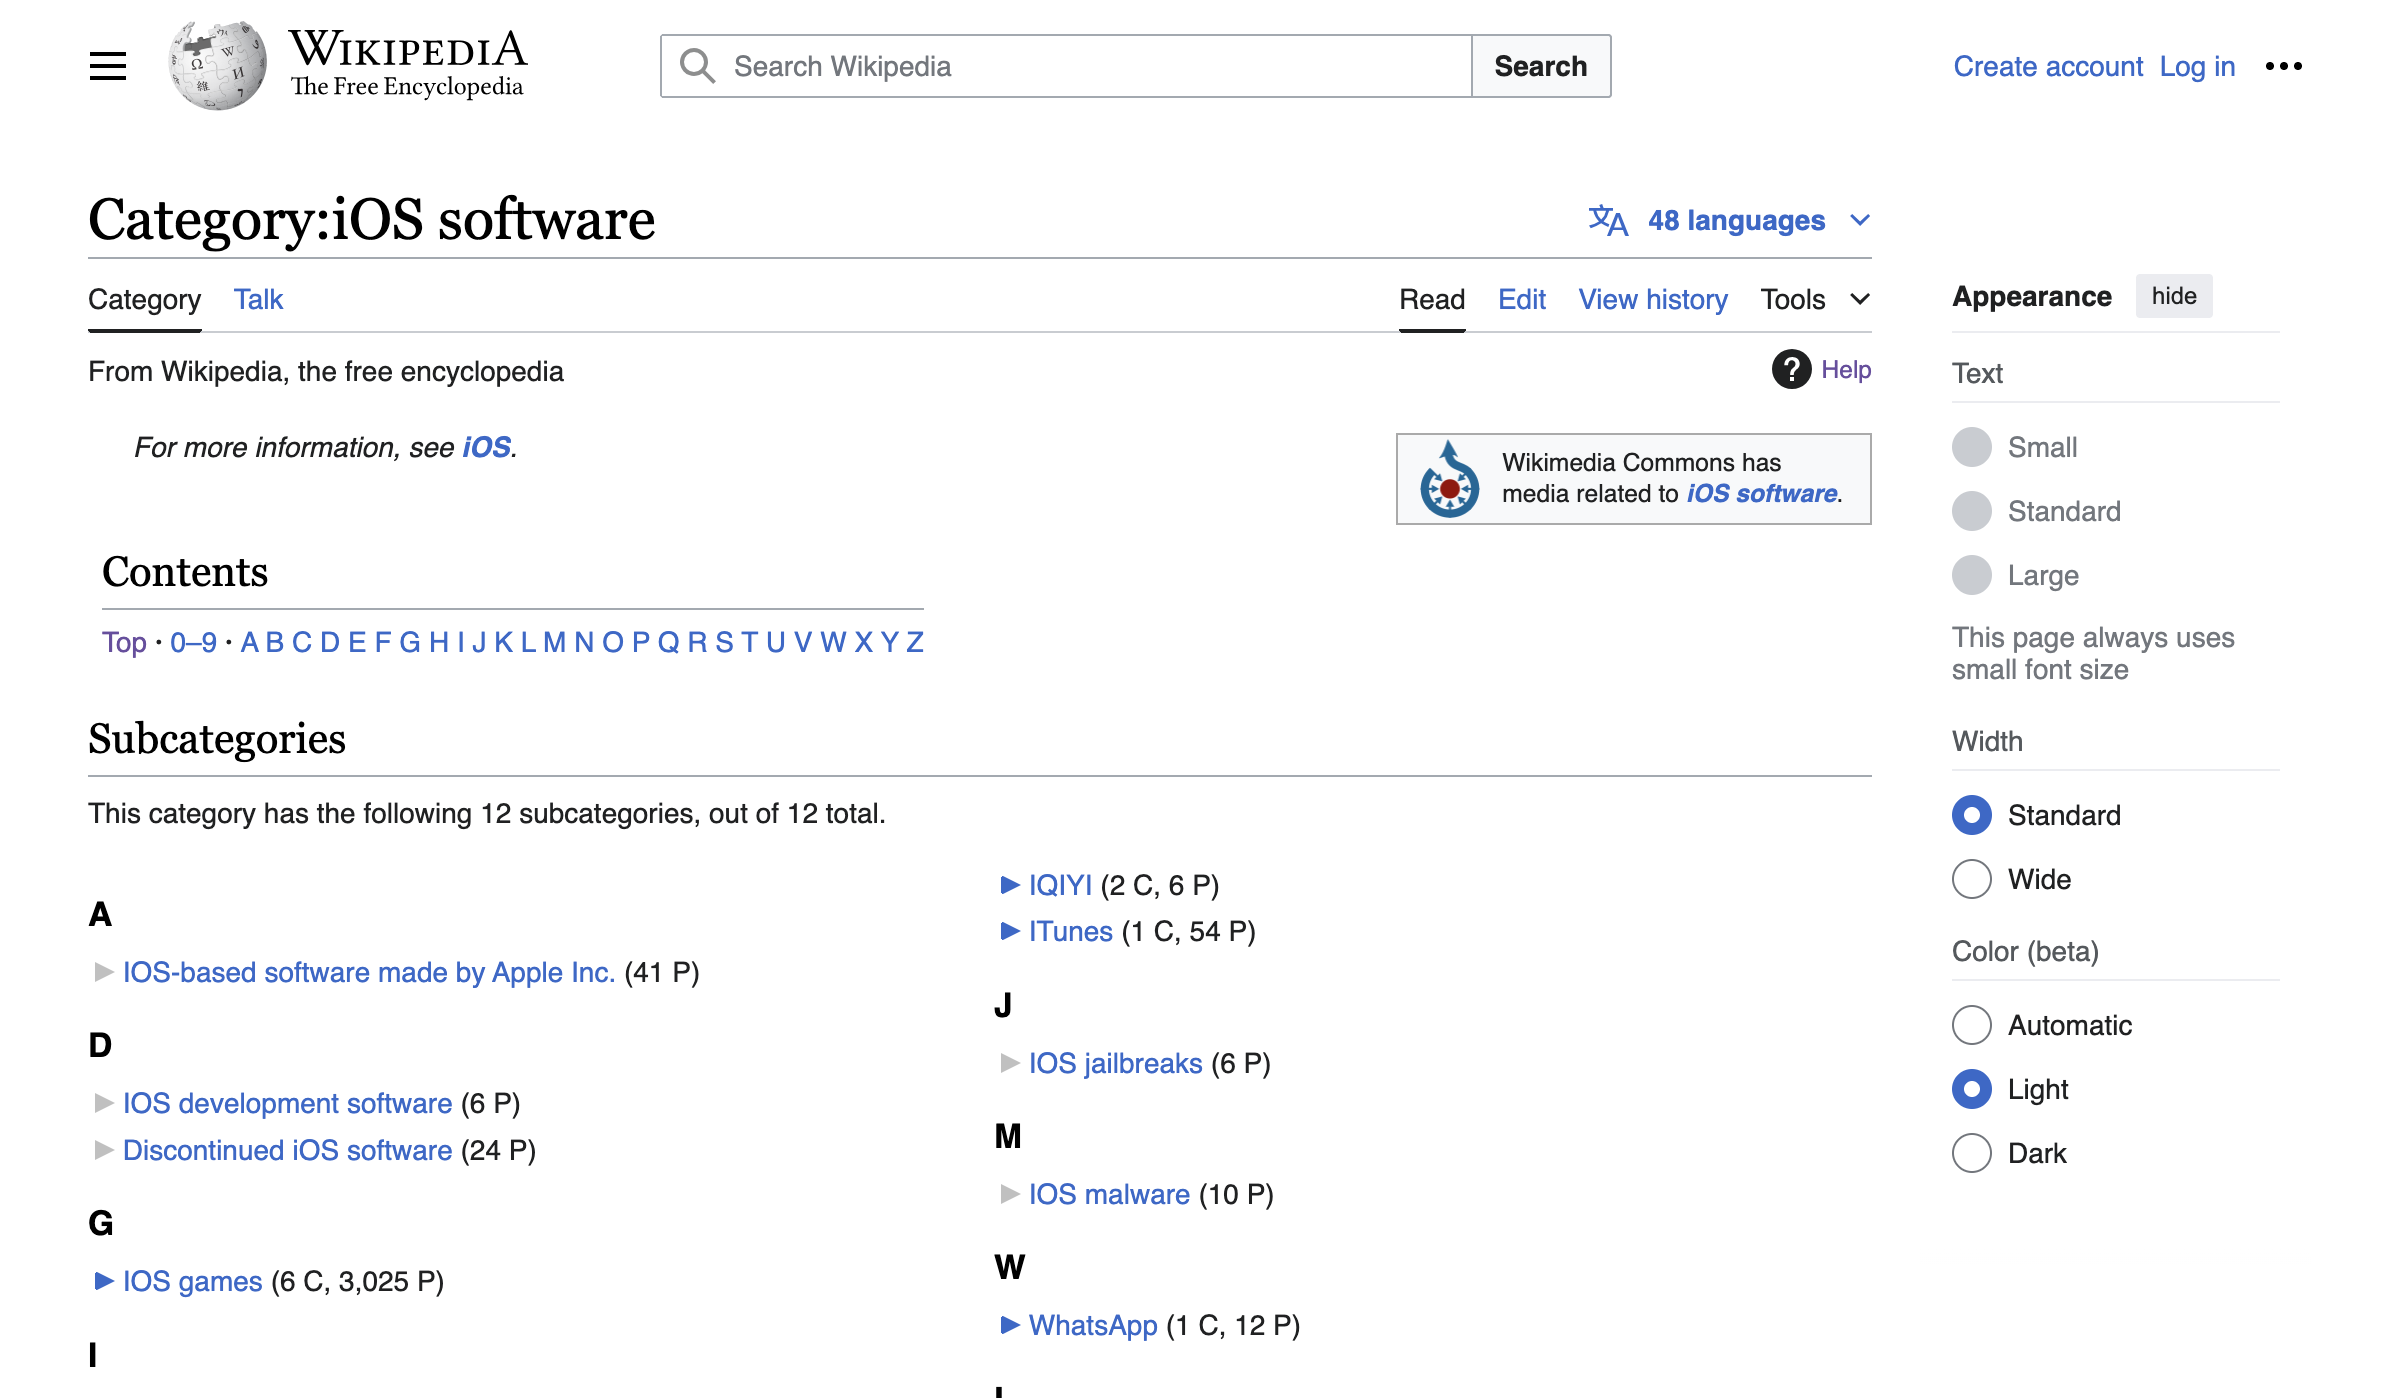 WIKIPEDIA
The Free Encyclopedia
Search Wikipedia
Search
Create account Log in
Category:iOS software
48 languages
Category Talk
Read Edit View history Tools
From Wikipedia, the free encyclopedia
Help
For more information, see iOS.
Wikimedia Commons has
media related to iOS software.
Contents
Top · 0–9 · A B C D E F G H I J K L M N O P Q R S T U V W X Y Z
Subcategories
This category has the following 12 subcategories, out of 12 total.
A
IOS-based software made by Apple Inc. (41 P)
D
IOS development software (6 P)
Discontinued iOS software (24 P)
G
IOS games (6 C, 3,025 P)
I
IQIYI (2 C, 6 P)
ITunes (1 C, 54 P)
J
IOS jailbreaks (6 P)
M
IOS malware (10 P)
W
WhatsApp (1 C, 12 P)
Appearance hide
Text
Small
Standard
Large
This page always uses
small font size
Width
Standard
Wide
Color (beta)
Automatic
Light
Dark